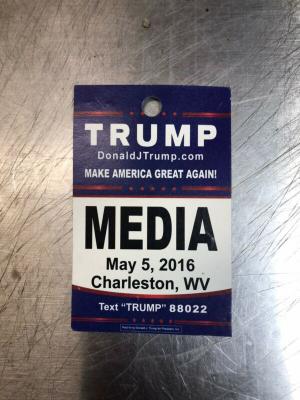 TRUMP
DonaldJTrump.com
MAKE AMERICA GREAT AGAIN!
MEDIA
May 5, 2016
Charleston, WV
Text "TRUMP" 88022